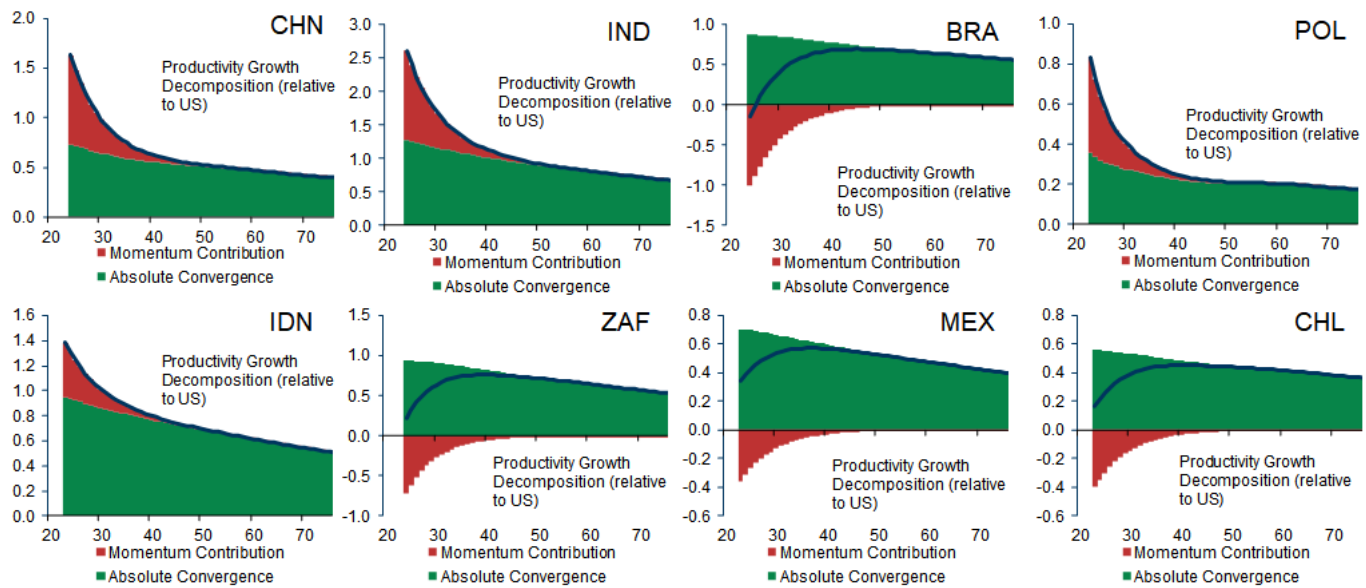 CHN
2.0
1.5
1.0
0.5
0.0
Productivity Growth
Decomposition (relative
to US)
20 30 40 50 60 70
Momentum Contribution
Absolute Convergence
IND
3.0
2.5
2.0
1.5
1.0
0.5
0.0
Productivity Growth
Decomposition (relative
to US)
20 30 40 50 60 70
Momentum Contribution
Absolute Convergence
BRA
1.0
0.5
0.0
-0.5
-1.0
-1.5
Productivity Growth
Decomposition (relative
to US)
20 30 40 50 60 70
Momentum Contribution
Absolute Convergence
POL
1.0
0.8
0.6
0.4
0.2
0.0
Productivity Growth
Decomposition (relative
to US)
20 30 40 50 60 70
Momentum Contribution
Absolute Convergence
IDN
1.6
1.4
1.2
1.0
0.8
0.6
0.4
0.2
0.0
Productivity Growth
Decomposition (relative
to US)
20 30 40 50 60 70
Momentum Contribution
Absolute Convergence
ZAF
1.5
1.0
0.5
0.0
-0.5
-1.0
Productivity Growth
Decomposition (relative
to US)
20 30 40 50 60 70
Momentum Contribution
Absolute Convergence
MEX
0.8
0.6
0.4
0.2
0.0
-0.2
-0.4
-0.6
Productivity Growth
Decomposition (relative
to US)
20 30 40 50 60 70
Momentum Contribution
Absolute Convergence
CHL
0.8
0.6
0.4
0.2
0.0
-0.2
-0.4
-0.6
Productivity Growth
Decomposition (relative
to US)
20 30 40 50 60 70
Momentum Contribution
Absolute Convergence